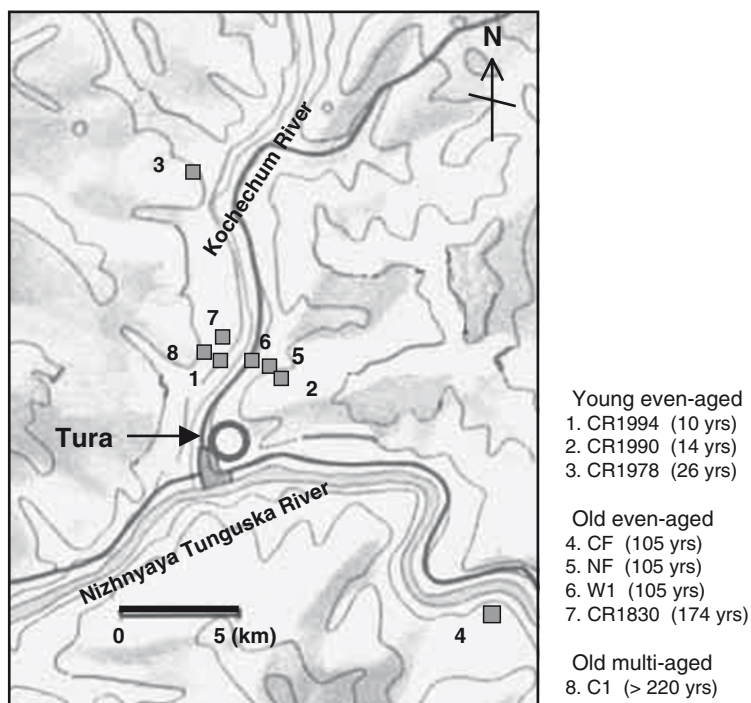 N
Kochechum River
3
7
8
6
5
1
2
Tura
Nizhnyaya Tunguska River
0 5 (km)
4
Young even-aged
1. CR1994 (10 yrs)
2. CR1990 (14 yrs)
3. CR1978 (26 yrs)
Old even-aged
4. CF (105 yrs)
5. NF (105 yrs)
6. W1 (105 yrs)
7. CR1830 (174 yrs)
Old multi-aged
8. C1 (> 220 yrs)